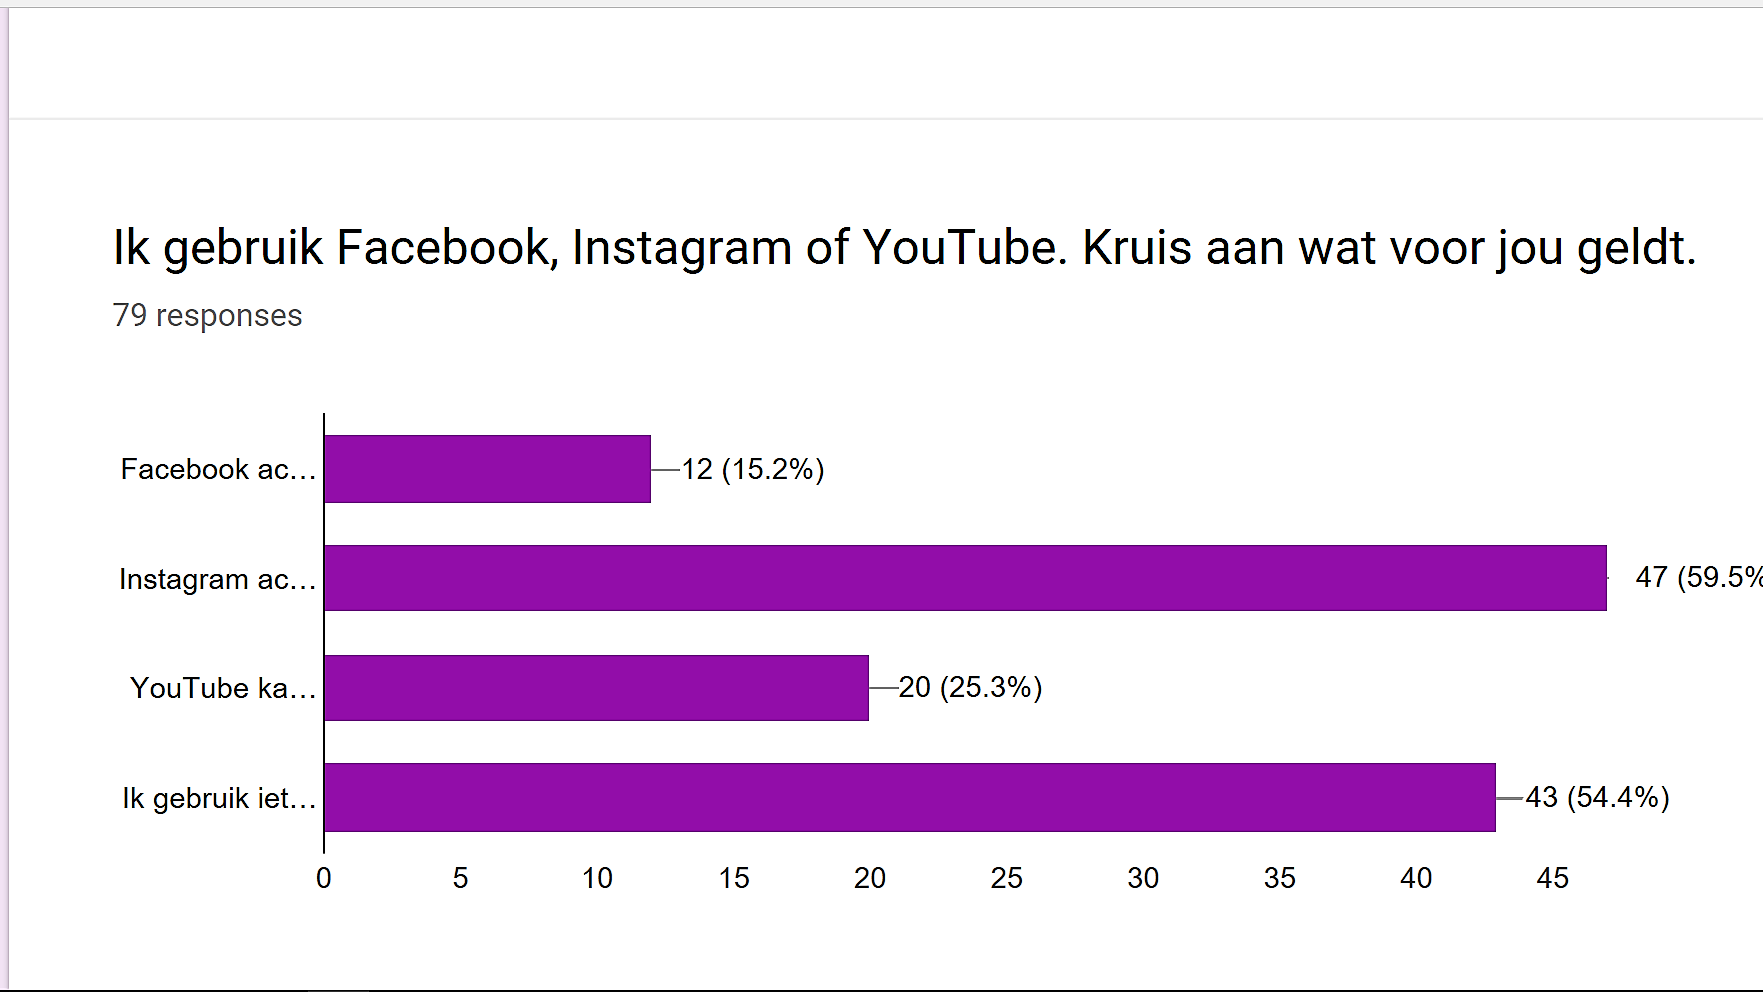 Ik gebruik Facebook, Instagram of YouTube. Kruis aan wat voor jou geldt.
79 responses
Facebook ac…
12 (15.2%)
Instagram ac…
47 (59.5%
YouTube ka…
20 (25.3%)
Ik gebruik iet…
43 (54.4%)
0 5 10 15 20 25 30 35 40 45